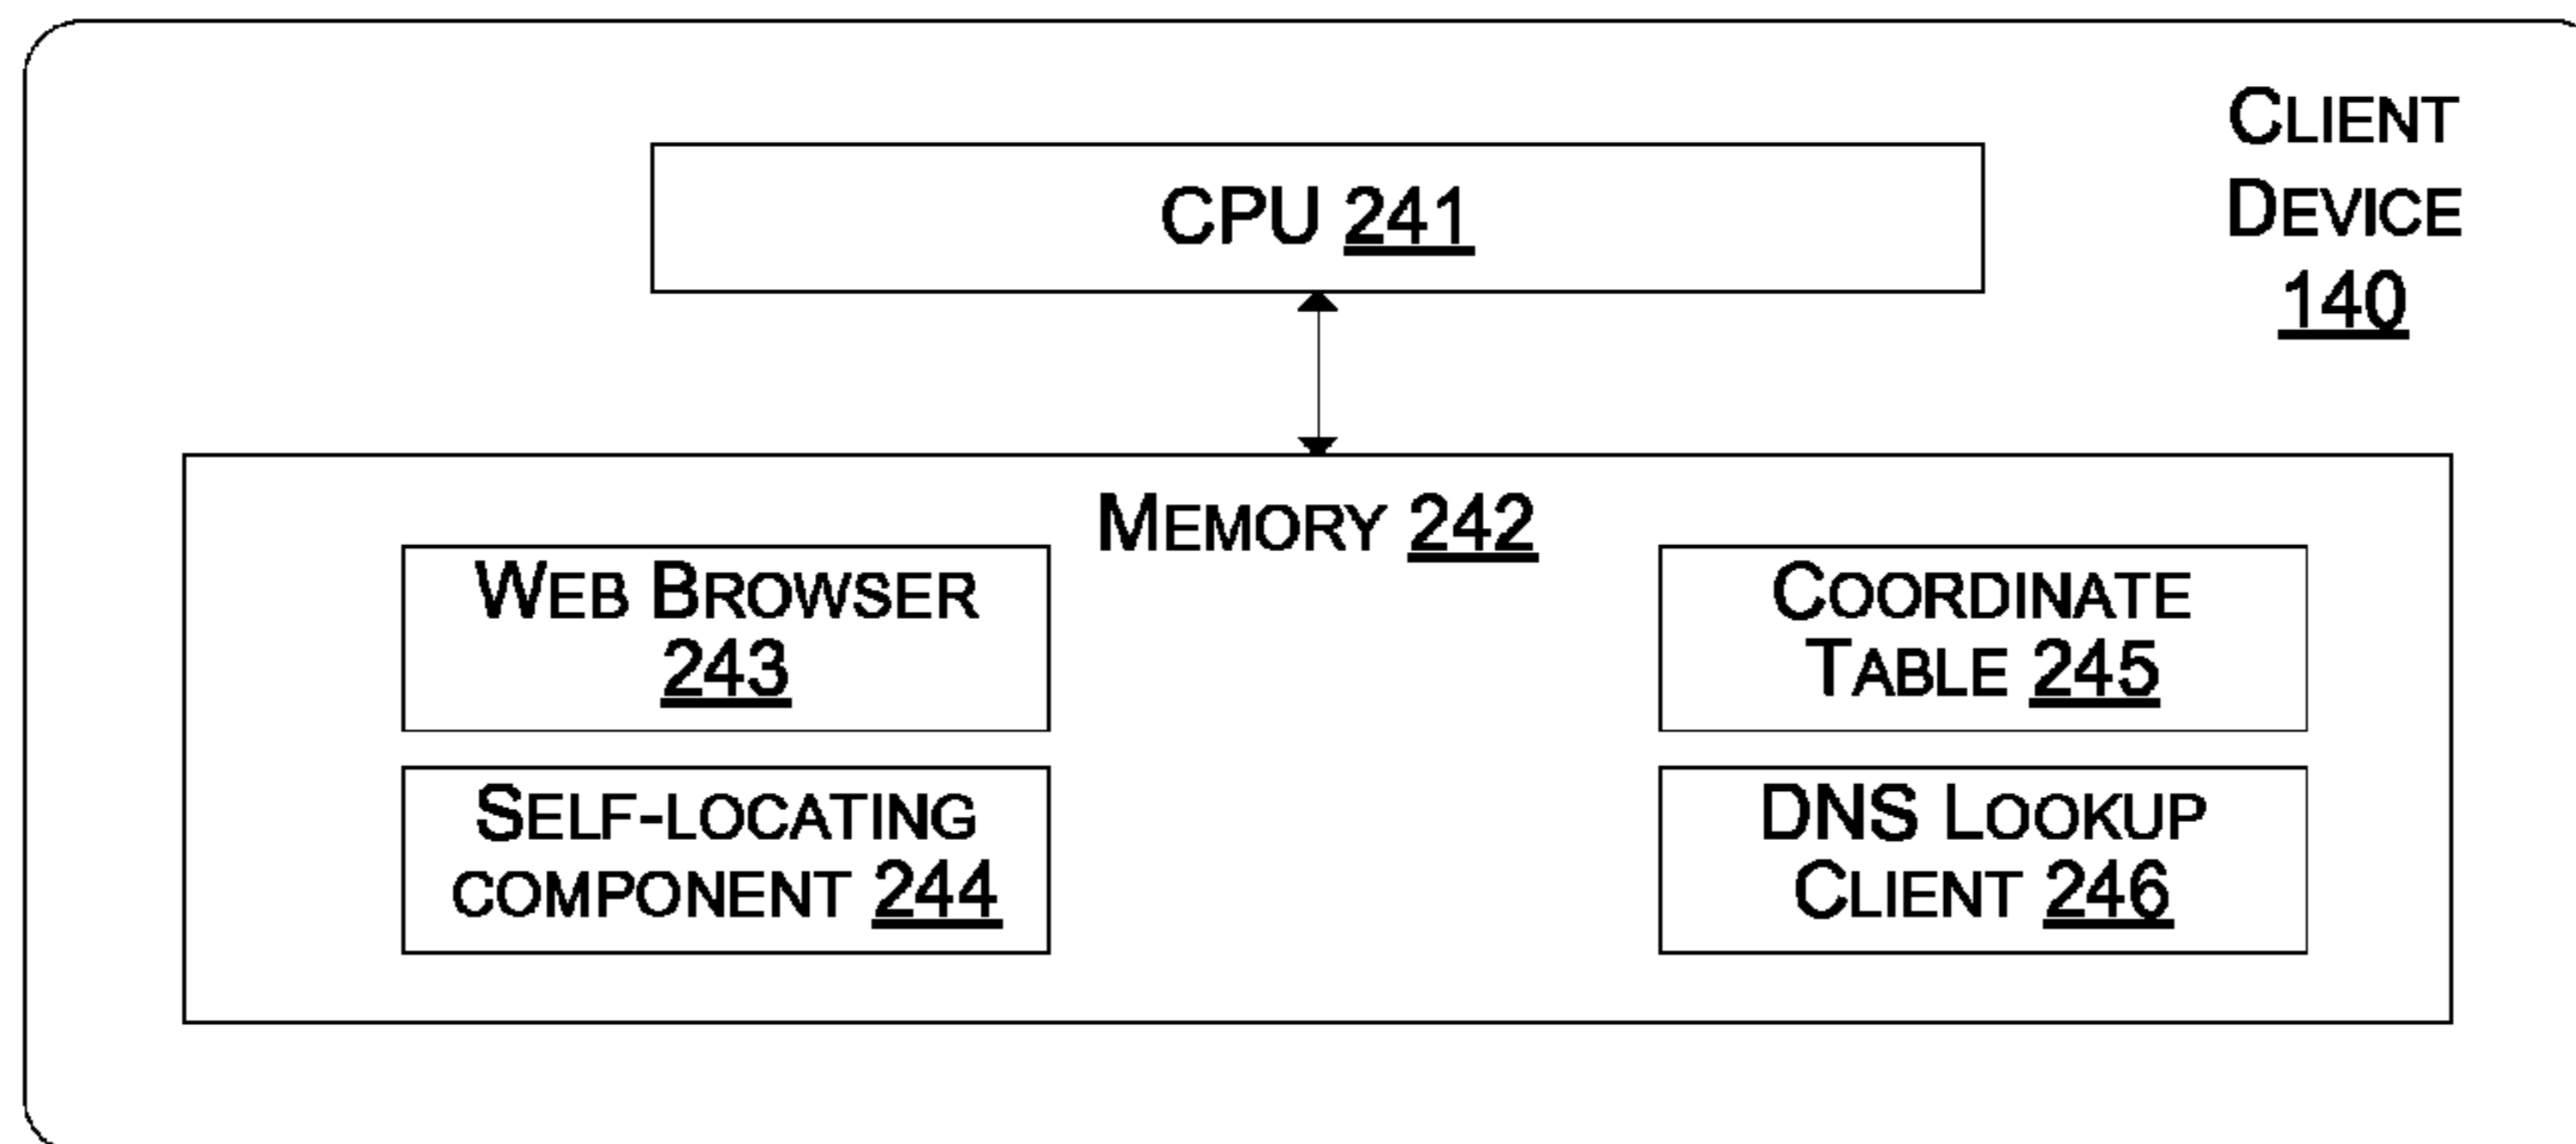 CLIENT
DEVICE
140
CPU 241
MEMORY 242
WEB BROWSER
243
SELF-LOCATING
COMPONENT 244
COORDINATE
TABLE 245
DNS LOOKUP
CLIENT 246